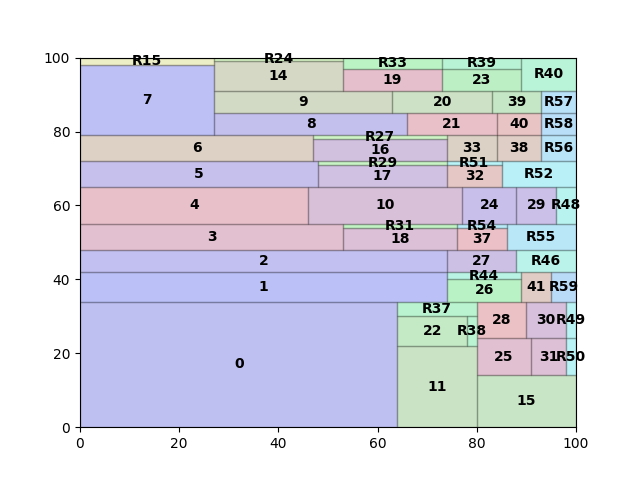 R15 R24 R33 R39
7 14 19 23 R40
9 20 39 R57
8 21 40 R58
R27
6 16 33 38 R56
R29 R51
5 17 32 R52
4 10 24 29 R48
R31 R54
3 18 37 R55
2 27 R46
R44
1 26 41 R59
R37
22 R38 28 30 R49
0 25 31 R50
11 15
100
80
60
40
20
0
0 20 40 60 80 100